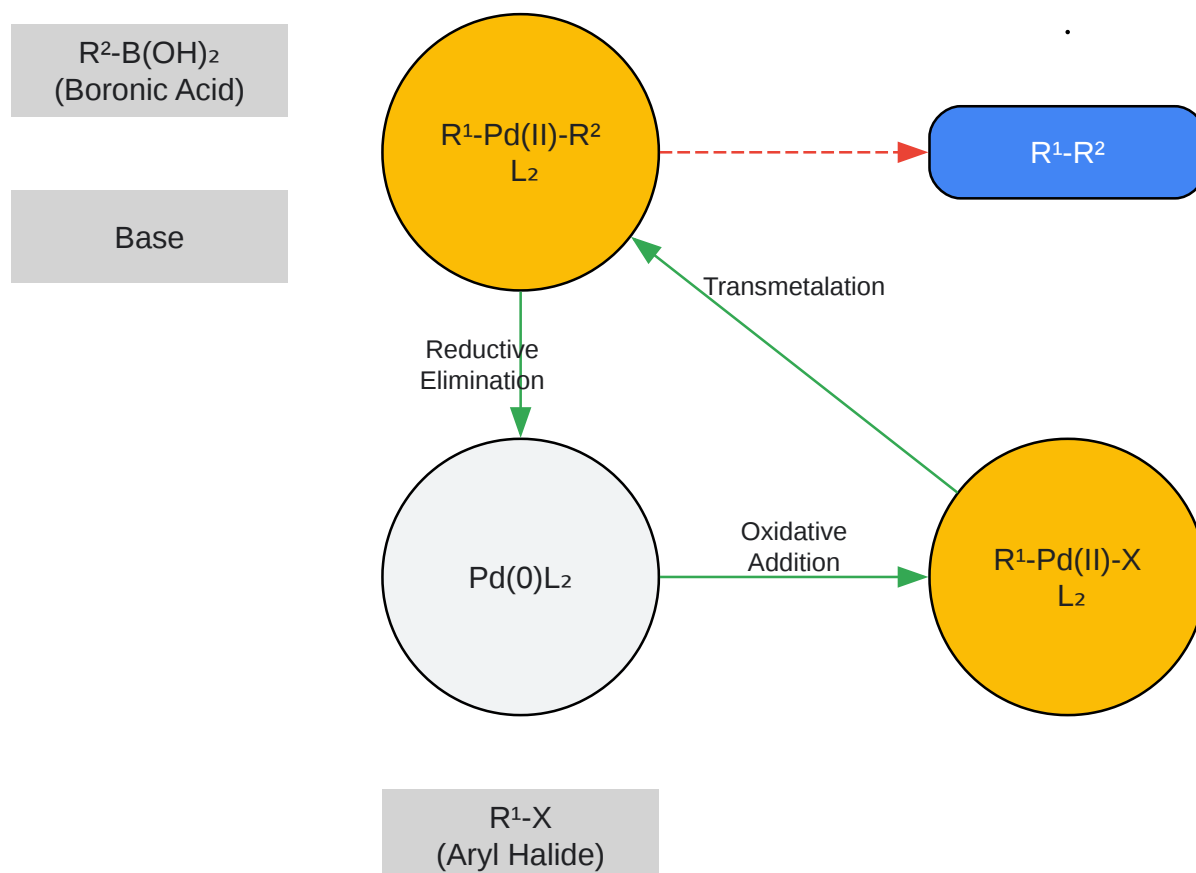 R²-B(OH)₂
(Boronic Acid)
Base
R¹-Pd(II)-R²
L₂
R¹-R²
Transmetalation
Reductive
Elimination
Oxidative
Addition
Pd(0)L₂
R¹-Pd(II)-X
L₂
R¹-X
(Aryl Halide)